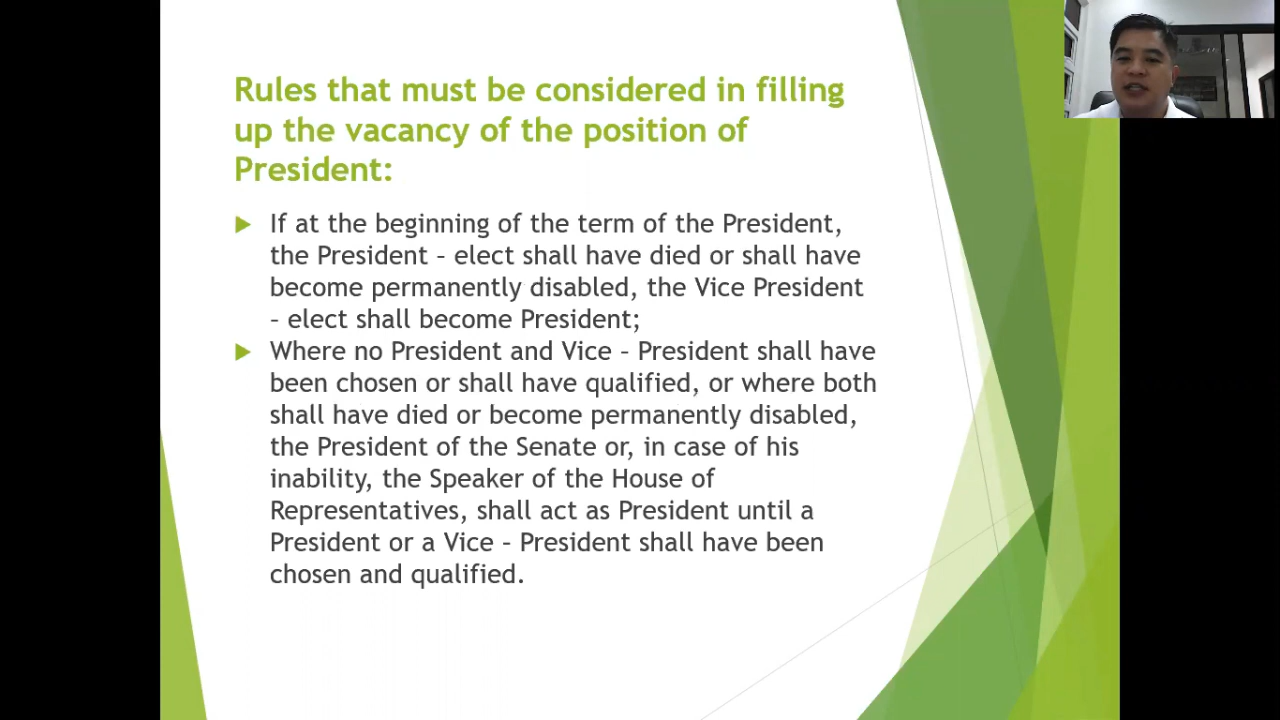 Rules that must be considered in filling
up the vacancy of the position of
President:
If at the beginning of the term of the President,
the President – elect shall have died or shall have
become permanently disabled, the Vice President
– elect shall become President;
Where no President and Vice – President shall have
been chosen or shall have qualified, or where both
shall have died or become permanently disabled,
the President of the Senate or, in case of his
inability, the Speaker of the House of
Representatives, shall act as President until a
President or a Vice – President shall have been
chosen and qualified.